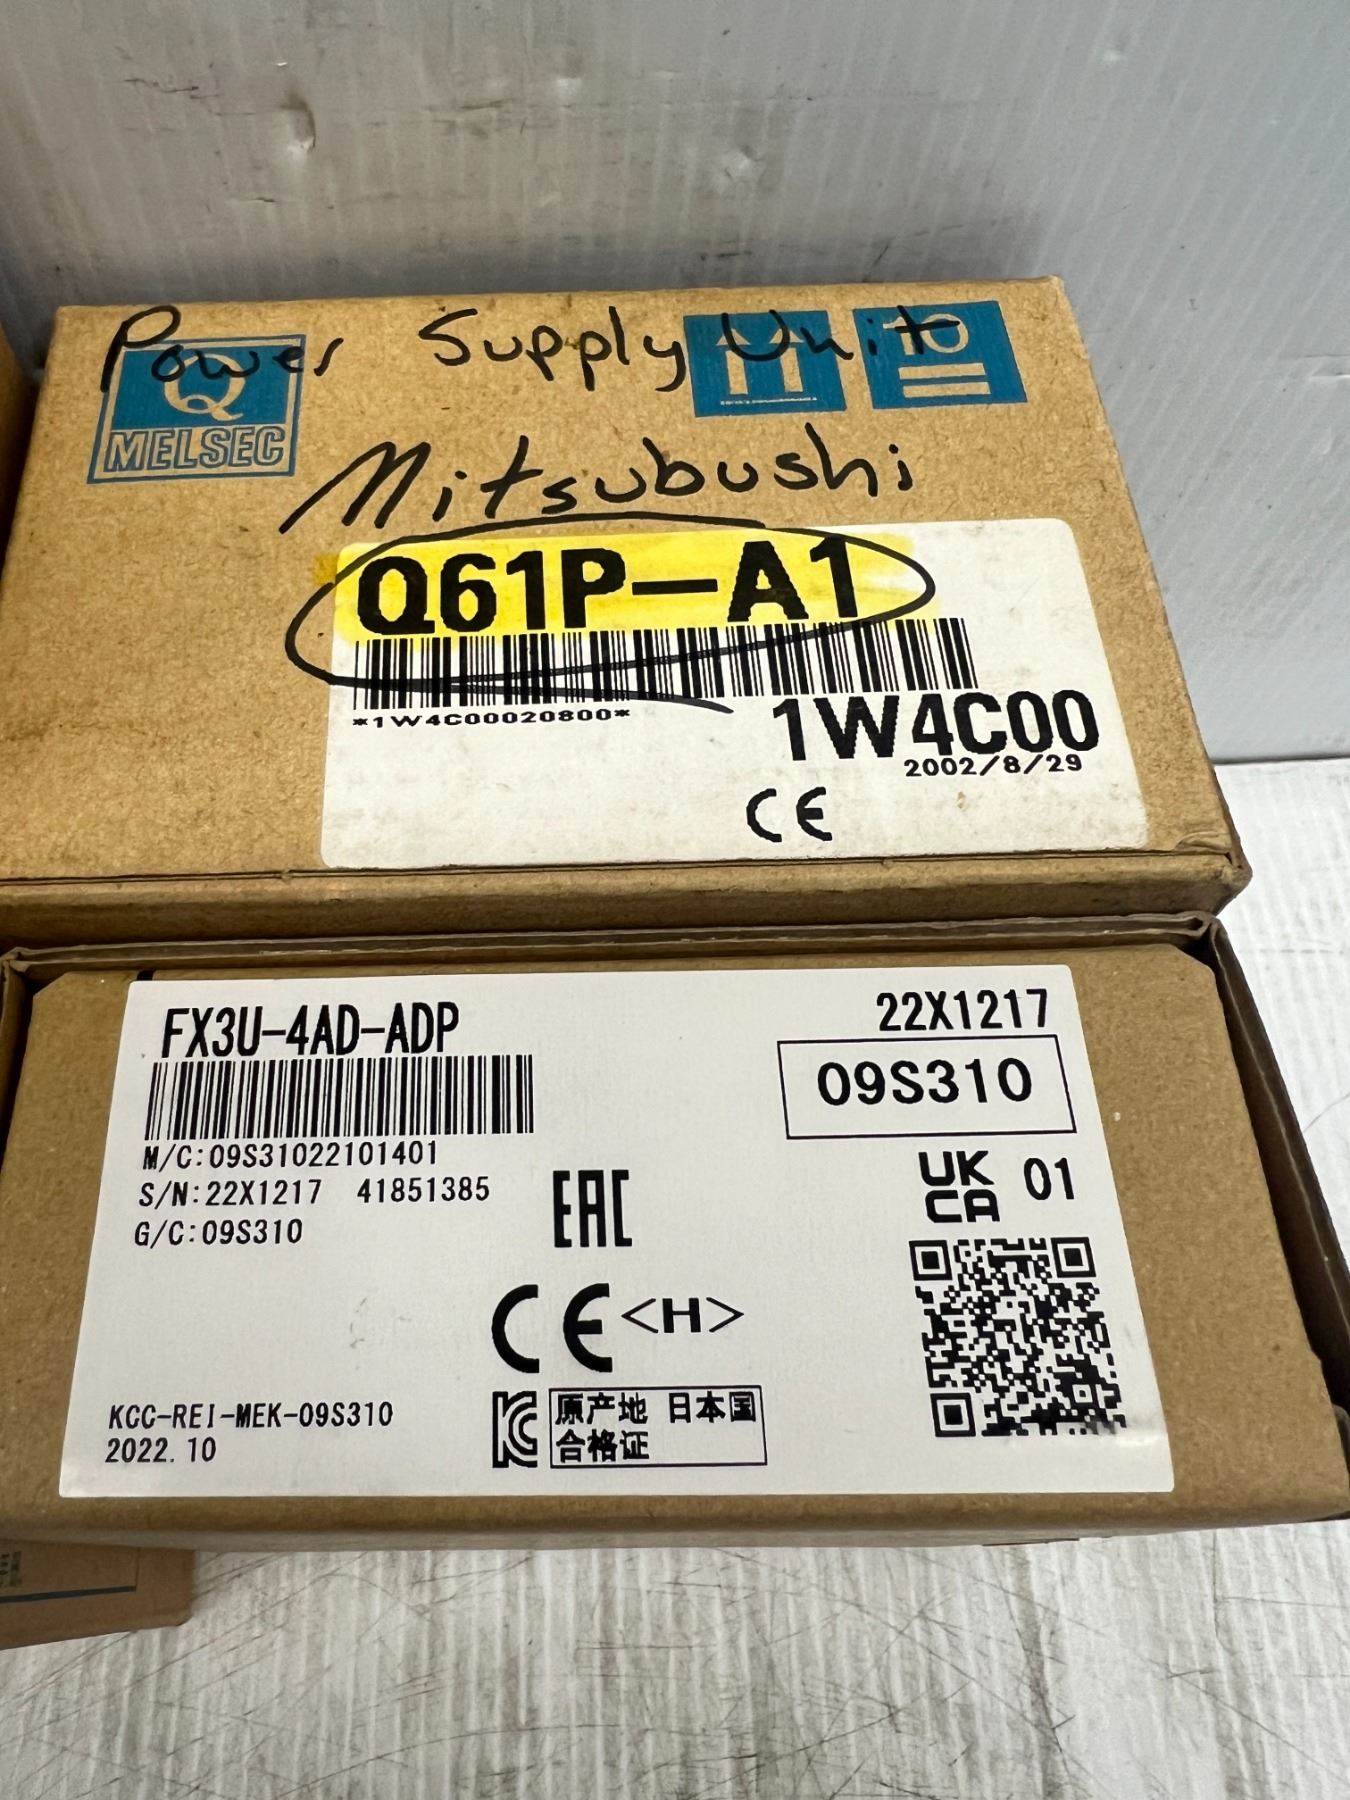 Power Supply Unit
Q
MELSEC
10
Mitsubushi
Q61P-A1
*1W4C00020800*
1W4C00
2002/8/29
CE
FX3U-4AD-ADP
22X1217
09S310
M/C:09S31022101401
S/N:22X1217 41851385
G/C:09S310
EAC
UK
CA 01
CE <H>
KCC-REI-MEK-09S310
2022.10
KC
原产地 日本国
合格证